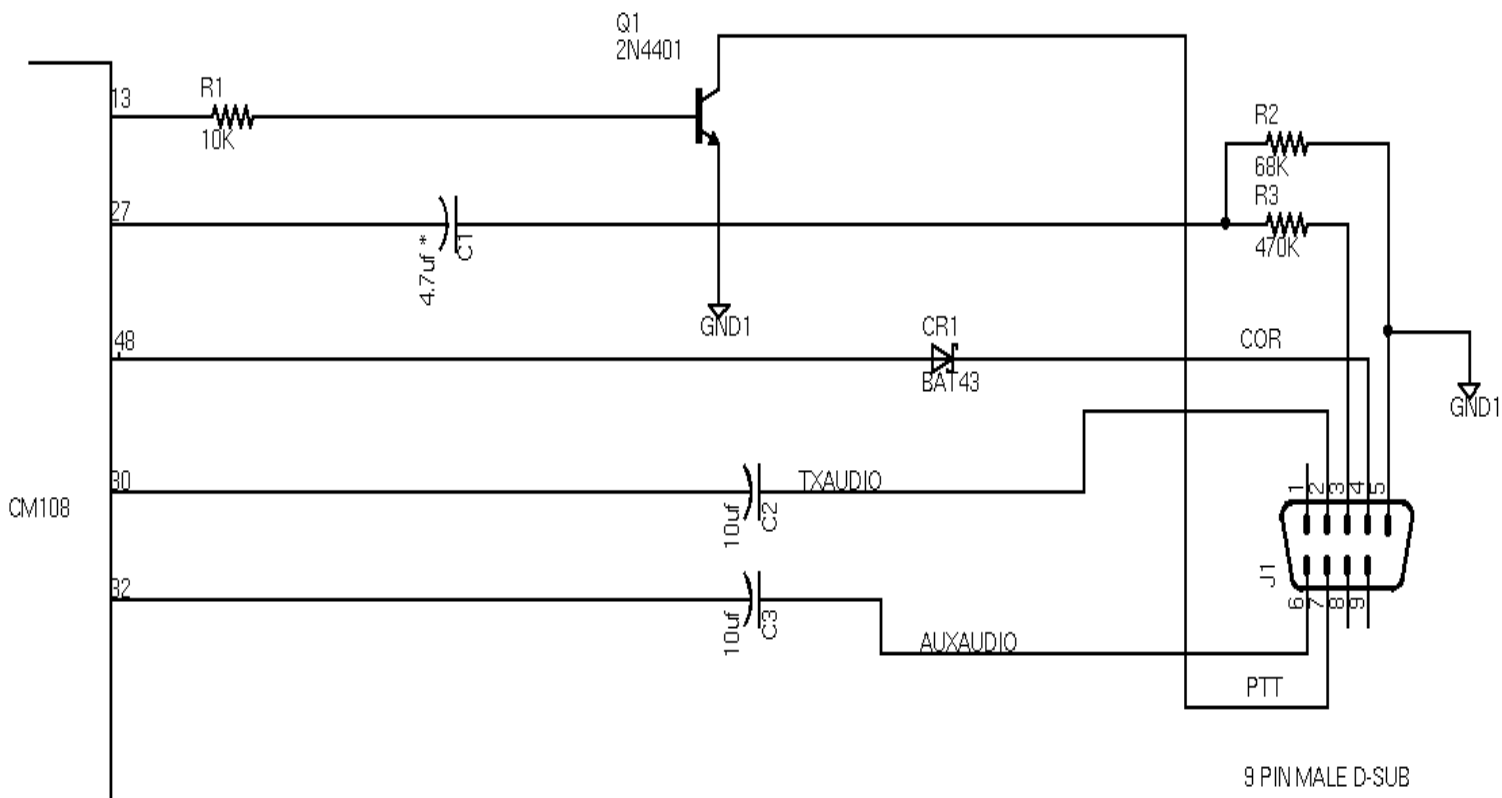 Q1
2N4401
13
R1
10K
R2
68K
R3
470K
27
4.7uf *
C1
GND1
48
CR1
BAT43
COR
GND1
CM108
30
TXAUDIO
10uf
C2
1 2 3 4 5
J1
32
10uf
C3
6 7 8 9
AUXAUDIO
PTT
9 PIN MALE D-SUB